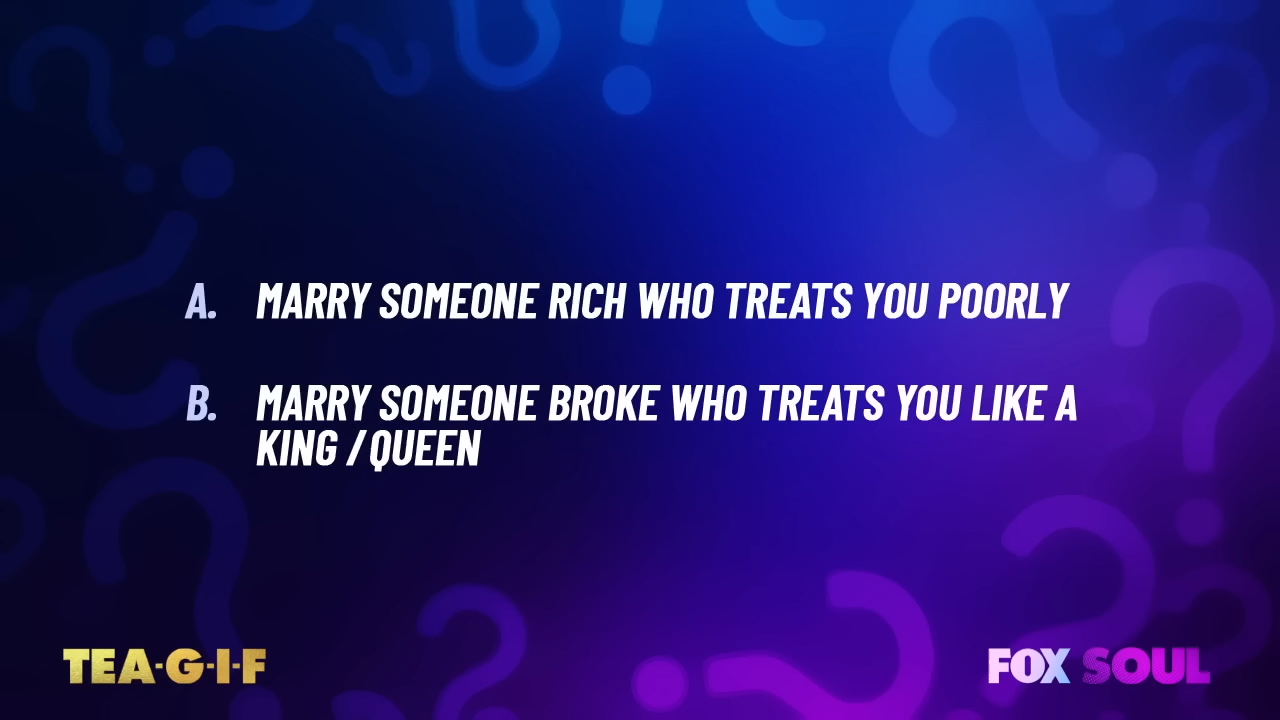 A. MARRY SOMEONE RICH WHO TREATS YOU POORLY
B. MARRY SOMEONE BROKE WHO TREATS YOU LIKE A
KING / QUEEN
TEA-G-I-F
FOX SOUL